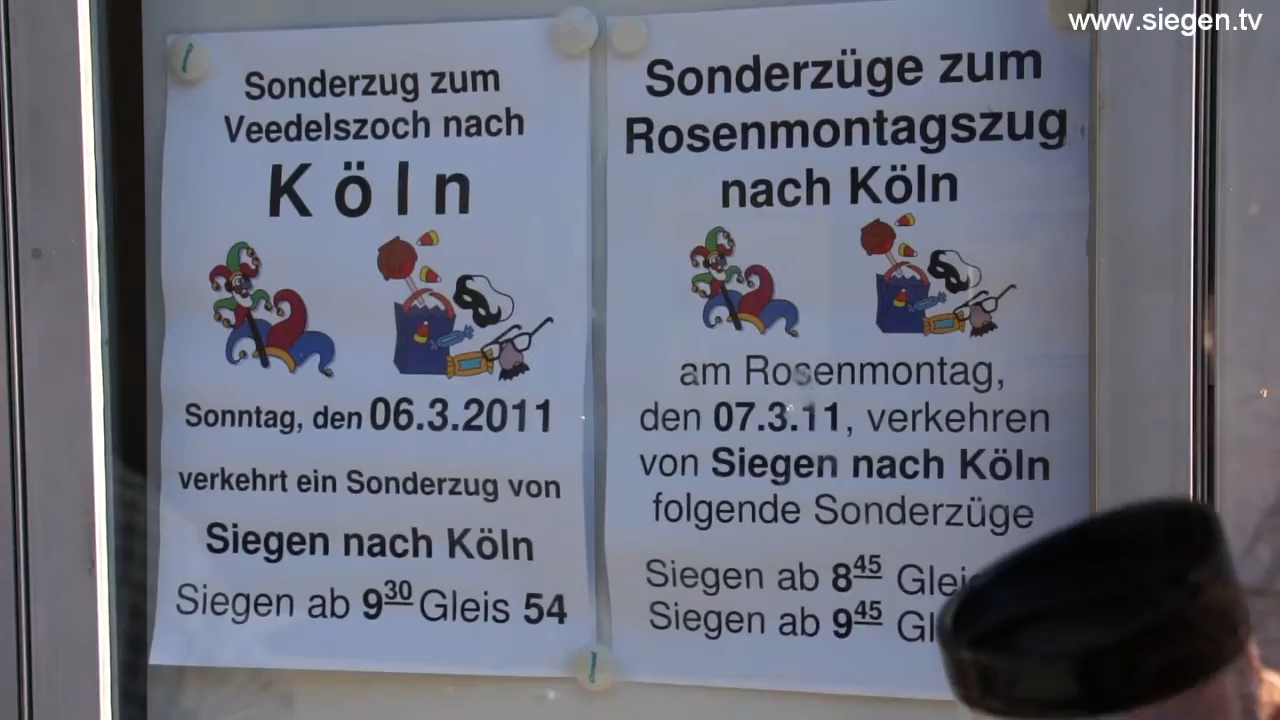 www.siegen.tv
Sonderzug zum
Veedelszoch nach
Köln
Sonntag, den 06.3.2011
verkehrt ein Sonderzug von
Siegen nach Köln
Siegen ab 9³⁰ Gleis 54
Sonderzüge zum
Rosenmontagszug
nach Köln
am Rosenmontag,
den 07.3.11, verkehren
von Siegen nach Köln
folgende Sonderzüge
Siegen ab 8⁴⁵
Siegen ab 9⁴⁵